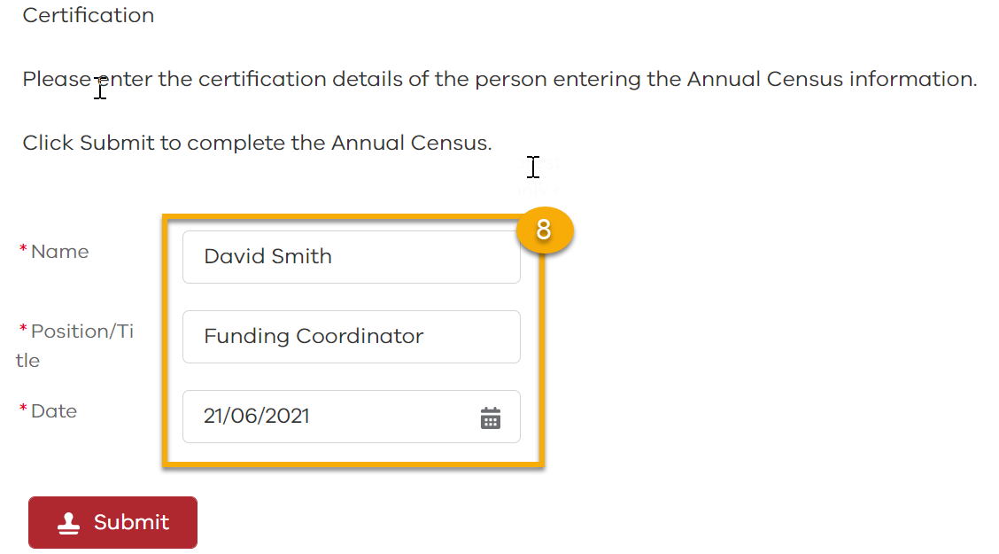 Certification
Please enter the certification details of the person entering the Annual Census information.
Click Submit to complete the Annual Census.
8
*Name
David Smith
*Position/Ti
tle
Funding Coordinator
*Date
21/06/2021
Submit